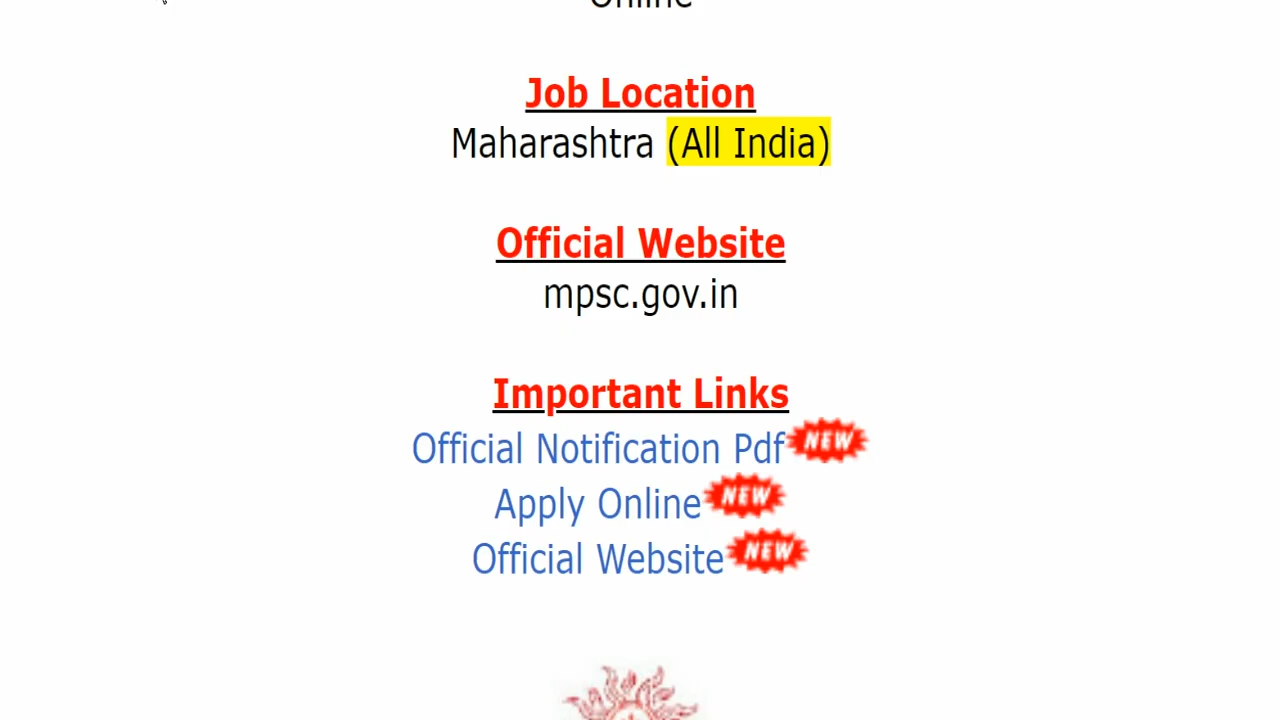 Online
Job Location
Maharashtra (All India)
Official Website
mpsc.gov.in
Important Links
Official Notification Pdf NEW
Apply Online NEW
Official Website NEW